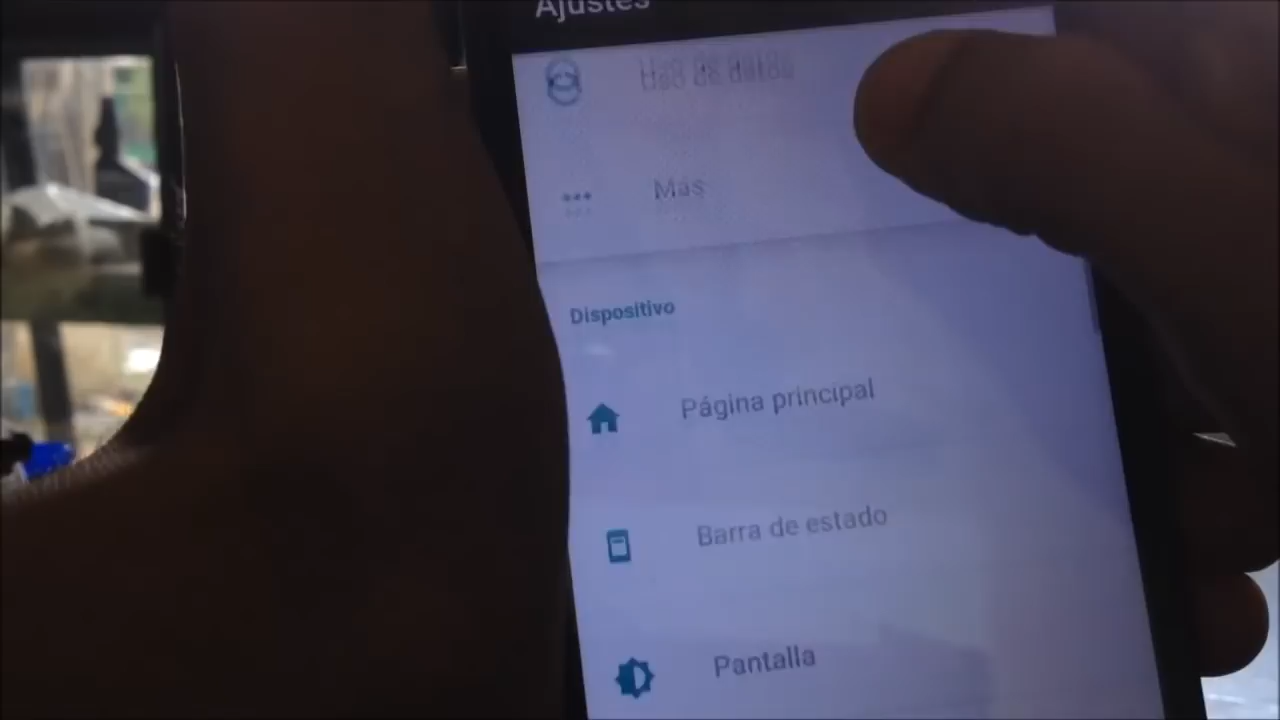 Ajustes
Uso de datos
Más
Dispositivo
Página principal
Barra de estado
Pantalla